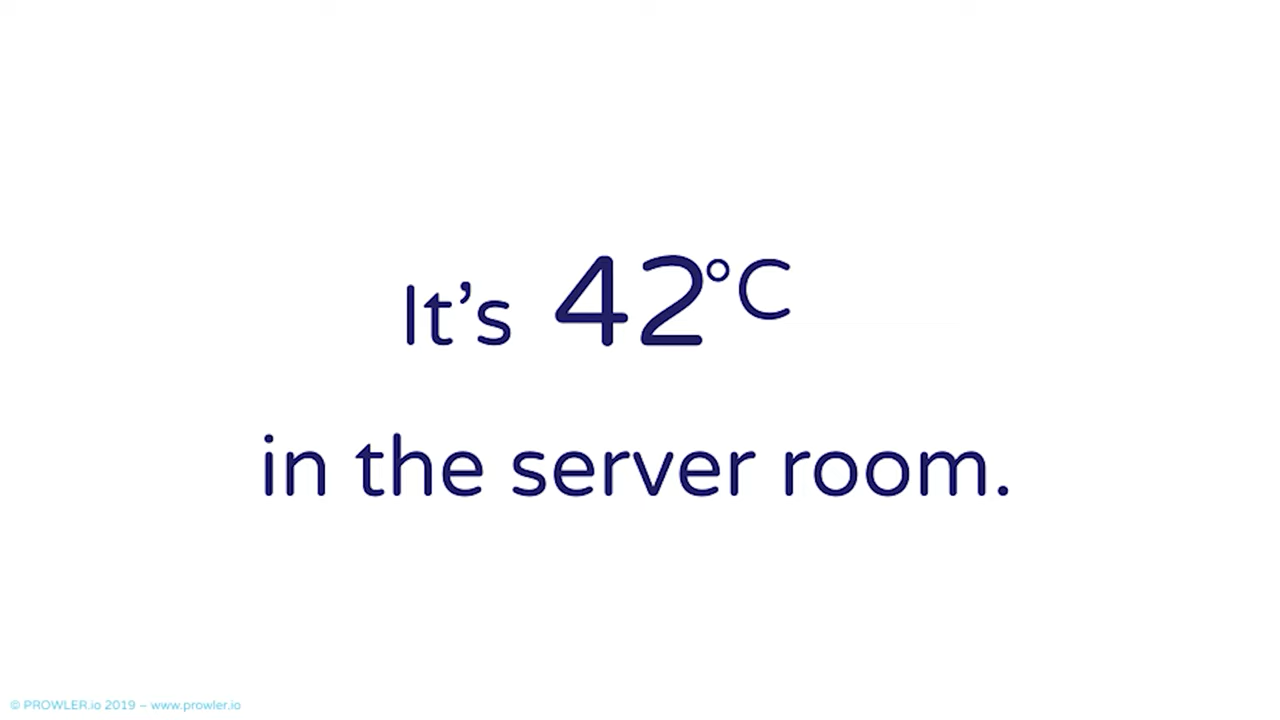 It’s 42°C
in the server room.
© PROWLER.io 2019 – www.prowler.io